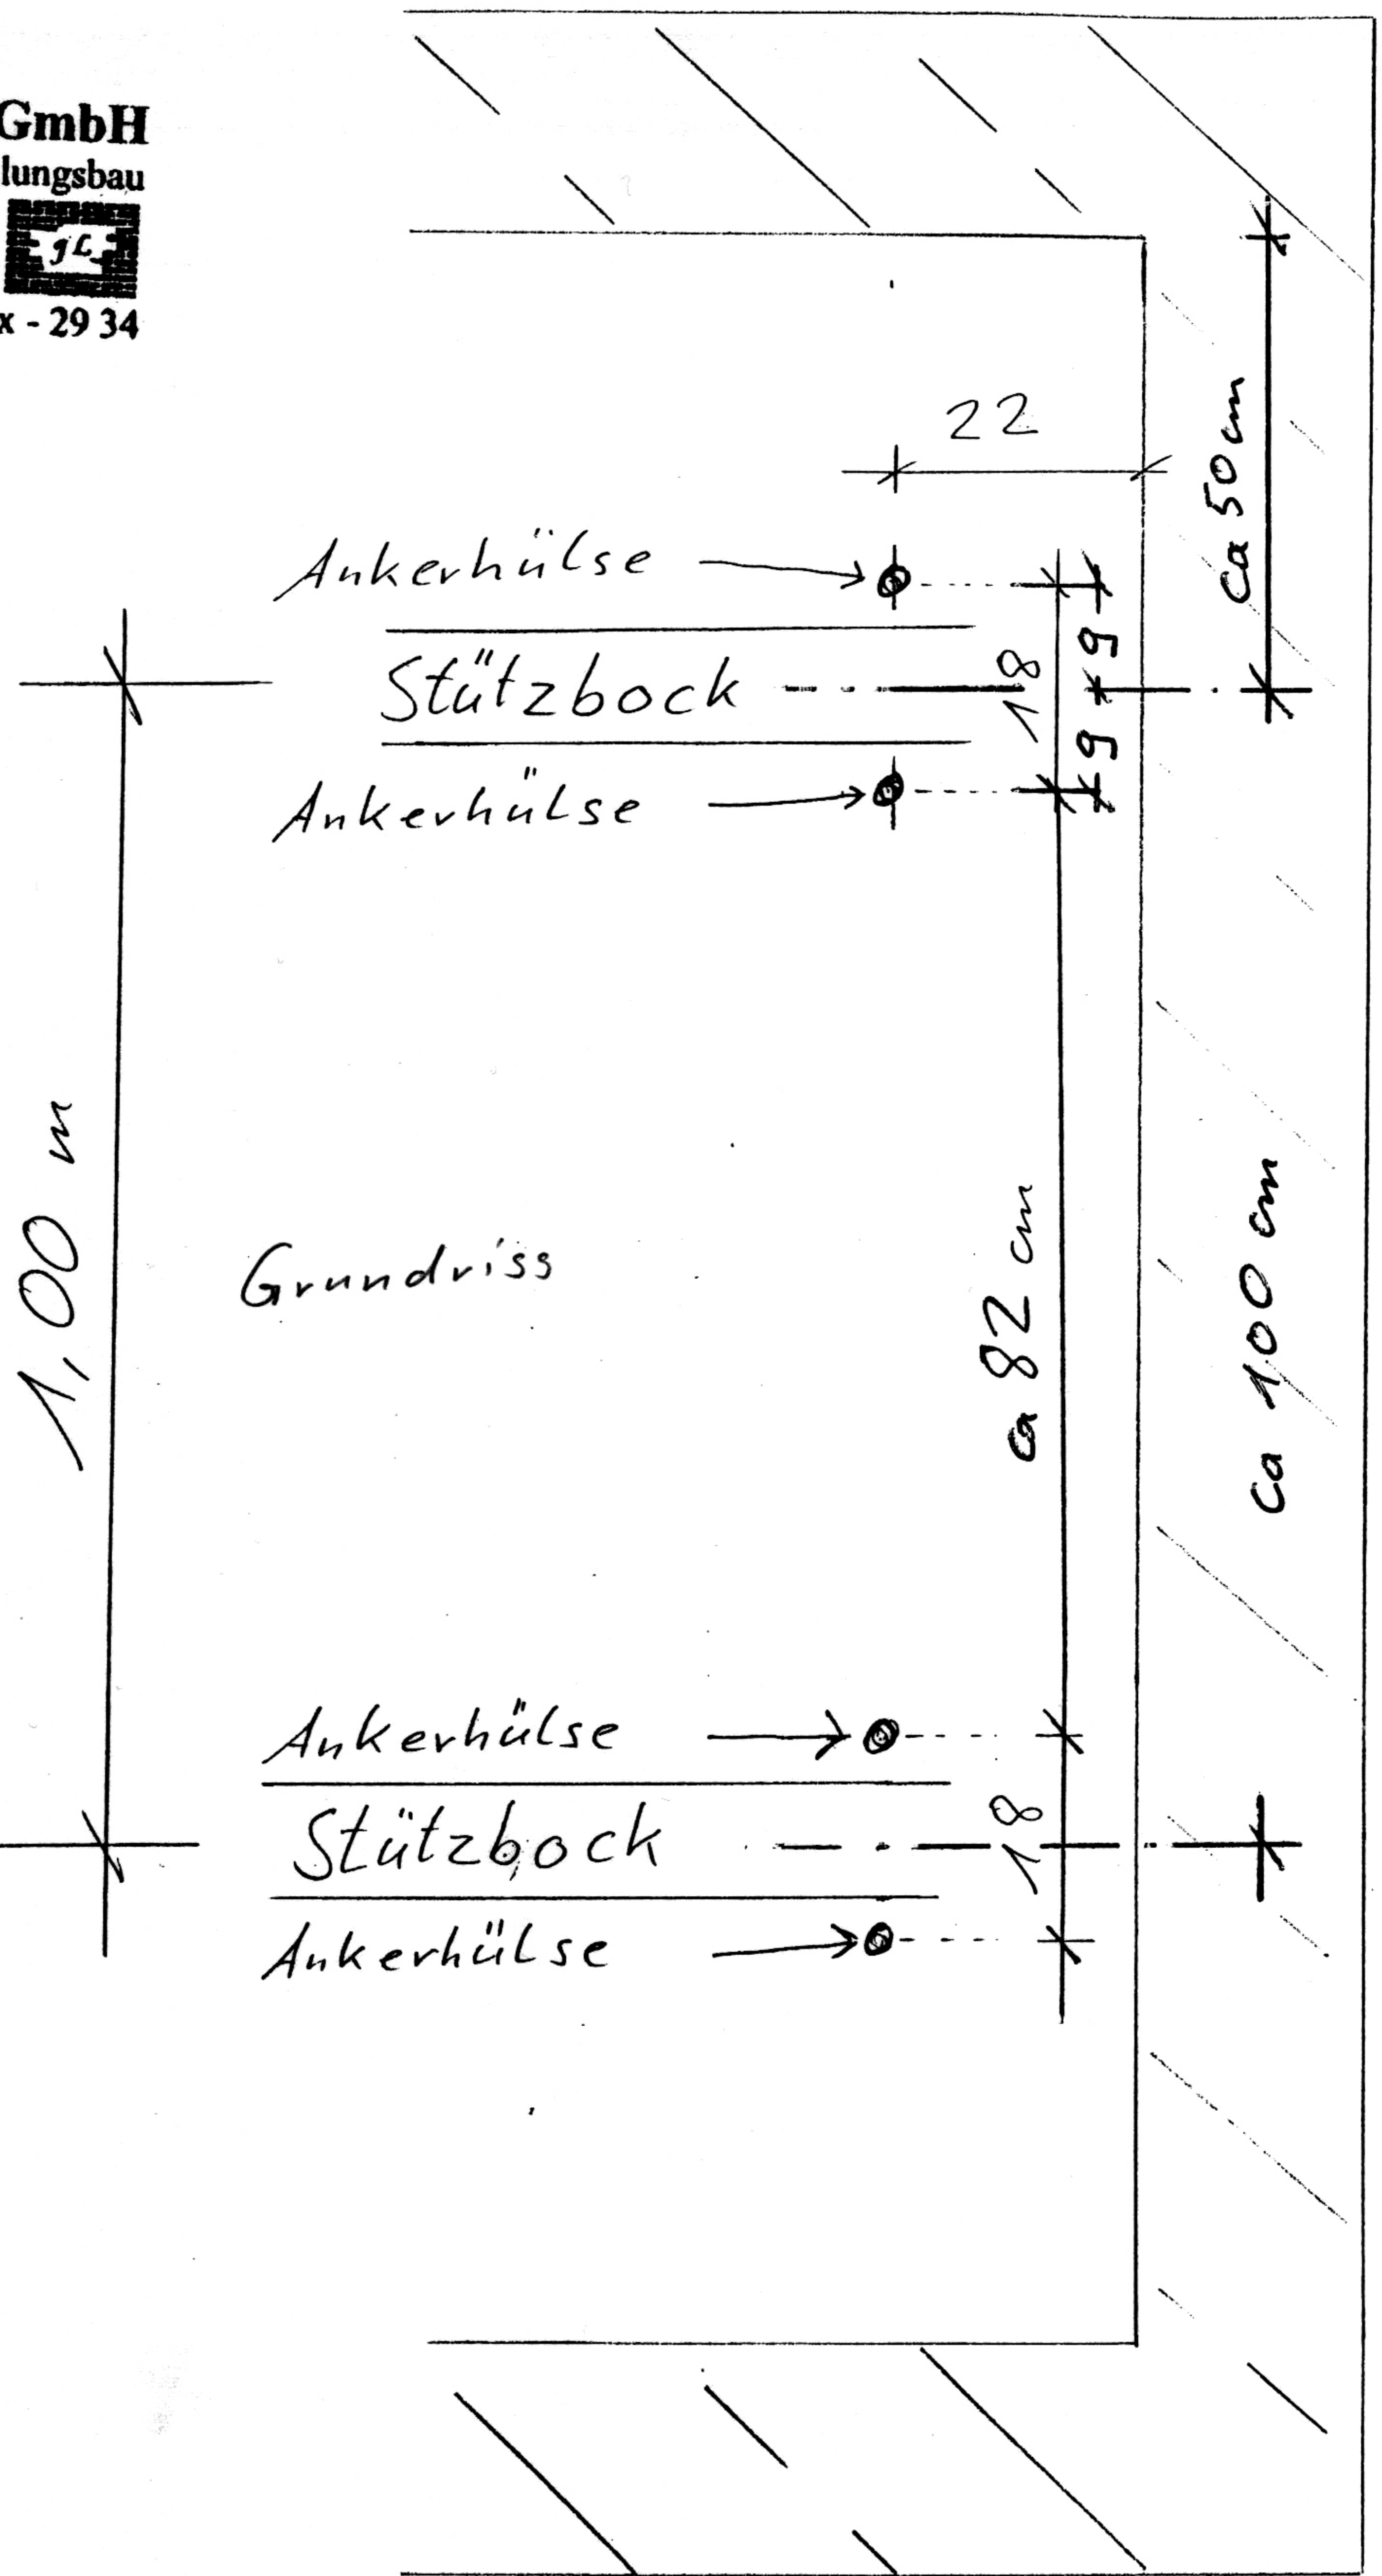 GmbH
lungsbau
gL
x - 29 34
22
ca 50 cm
Ankerhülse
Stützbock
18
9
9
Ankerhülse
1,00 m
Grundriss
ca 82 cm
ca 100 cm
Ankerhülse
Stützbock
18
Ankerhülse